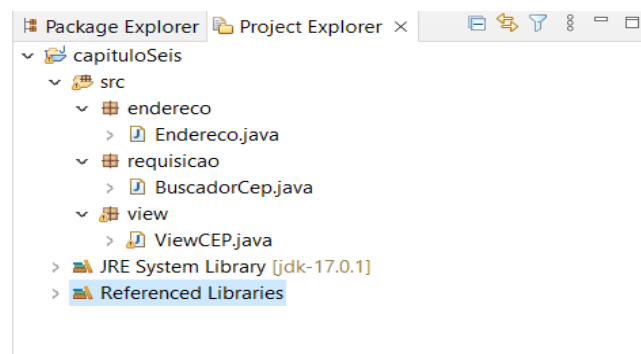 Package Explorer Project Explorer
capituloSeis
src
endereco
Endereco.java
requisicao
BuscadorCep.java
view
ViewCEP.java
JRE System Library [jdk-17.0.1]
Referenced Libraries